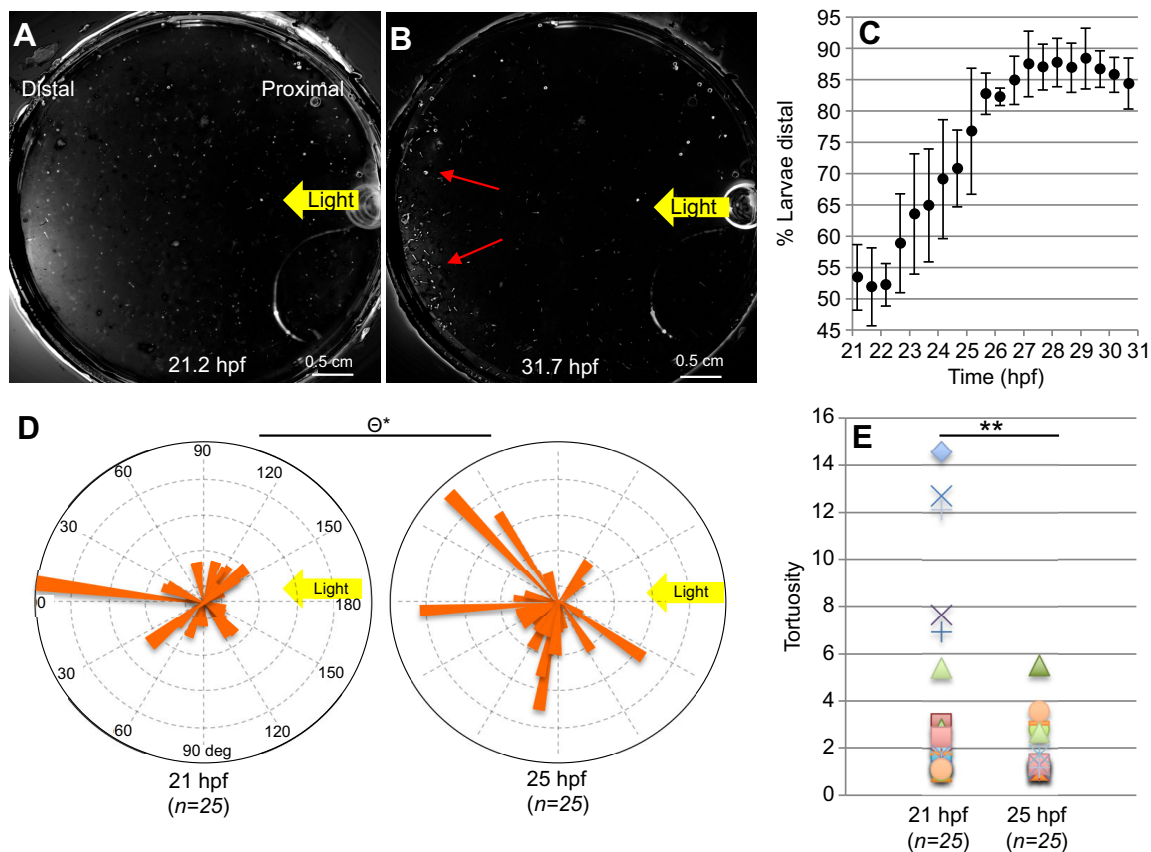 A
Distal
Proximal
Light
21.2 hpf
0.5 cm
B
Light
31.7 hpf
0.5 cm
C
% Larvae distal
95
90
85
80
75
70
65
60
55
50
45
21 22 23 24 25 26 27 28 29 30 31
Time (hpf)
D
Θ*
90
60
120
30
150
Light
0
180
30
150
60
120
90 deg
21 hpf
(n=25)
Light
25 hpf
(n=25)
E
**
Tortuosity
16
14
12
10
8
6
4
2
0
21 hpf
(n=25)
25 hpf
(n=25)